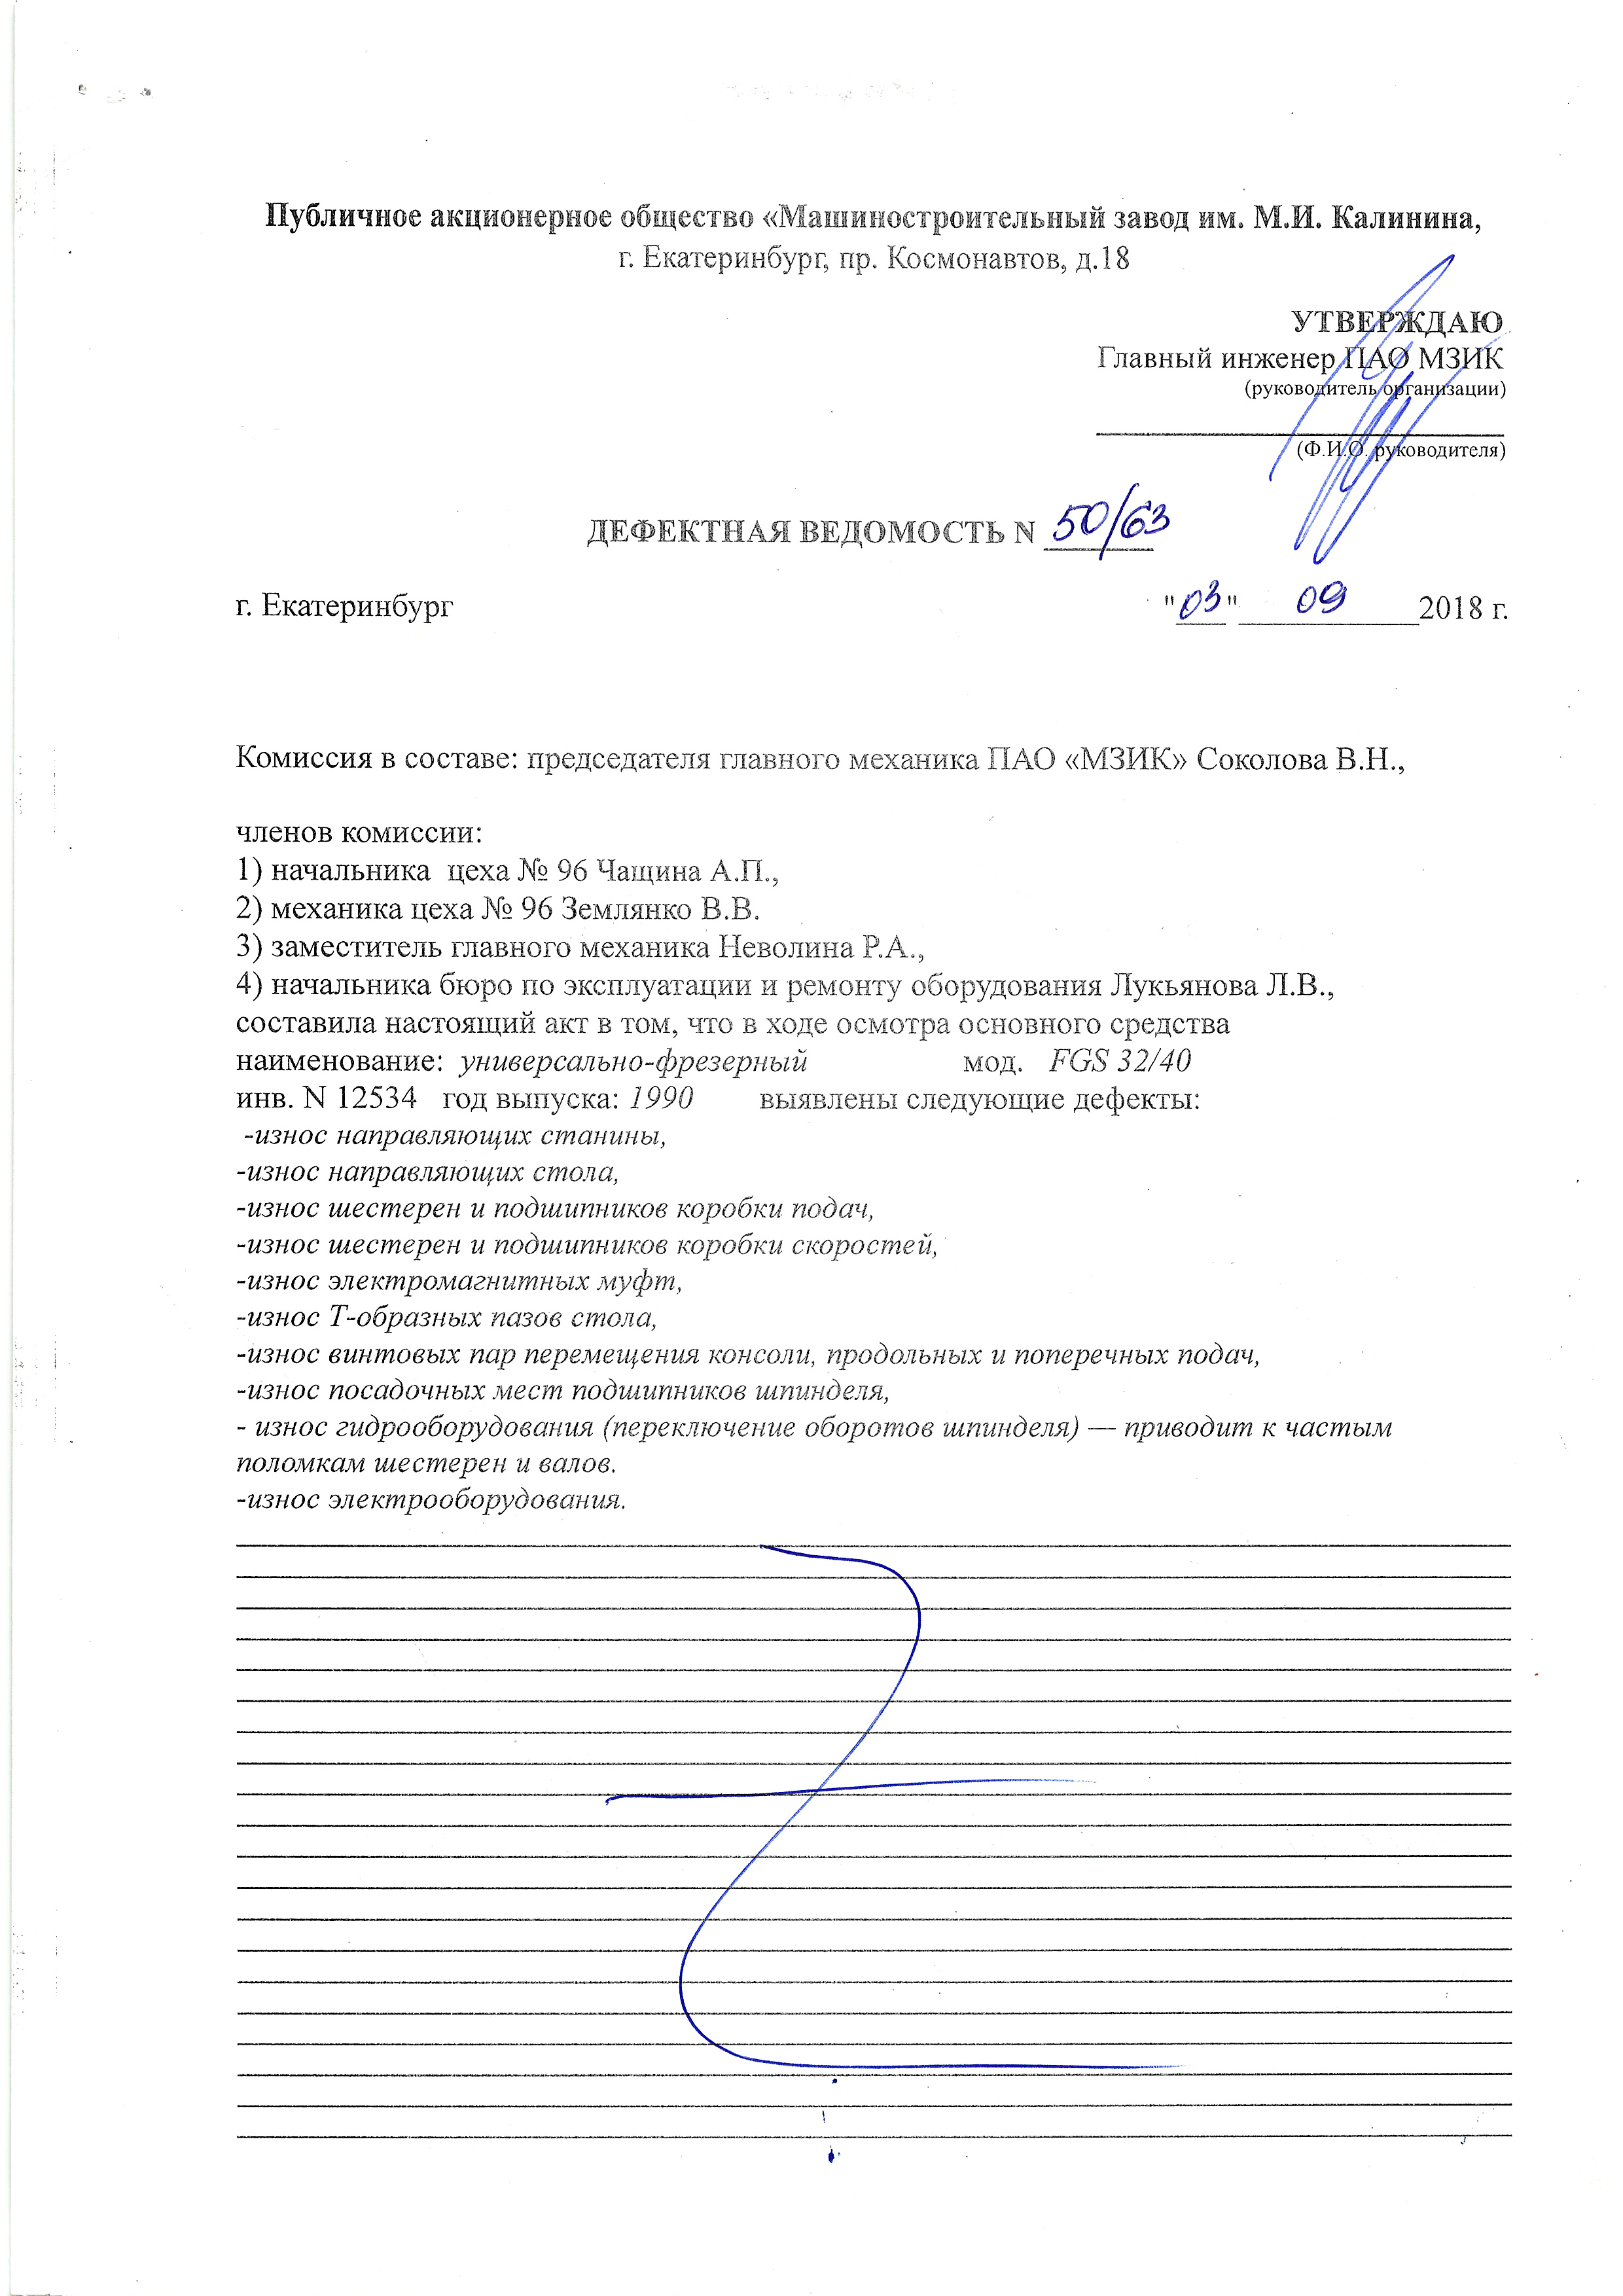 Публичное акционерное общество «Машиностроительный завод им. М.И. Калинина,
г. Екатеринбург, пр. Космонавтов, д.18
УТВЕРЖДАЮ
Главный инженер ПАО МЗИК
(руководитель организации)
(Ф.И.О. руководителя)
ДЕФЕКТНАЯ ВЕДОМОСТЬ N 50/63
г. Екатеринбург "03" 09 2018 г.
Комиссия в составе: председателя главного механика ПАО «МЗИК» Соколова В.Н.,
членов комиссии:
1) начальника цеха № 96 Чащина А.П.,
2) механика цеха № 96 Землянко В.В.
3) заместитель главного механика Неволина Р.А.,
4) начальника бюро по эксплуатации и ремонту оборудования Лукьянова Л.В.,
составила настоящий акт в том, что в ходе осмотра основного средства
наименование: универсально-фрезерный мод. FGS 32/40
инв. N 12534 год выпуска: 1990 выявлены следующие дефекты:
-износ направляющих станины,
-износ направляющих стола,
-износ шестерен и подшипников коробки подач,
-износ шестерен и подшипников коробки скоростей,
-износ электромагнитных муфт,
-износ Т-образных пазов стола,
-износ винтовых пар перемещения консоли, продольных и поперечных подач,
-износ посадочных мест подшипников шпинделя,
- износ гидрооборудования (переключение оборотов шпинделя) — приводит к частым
поломкам шестерен и валов.
-износ электрооборудования.